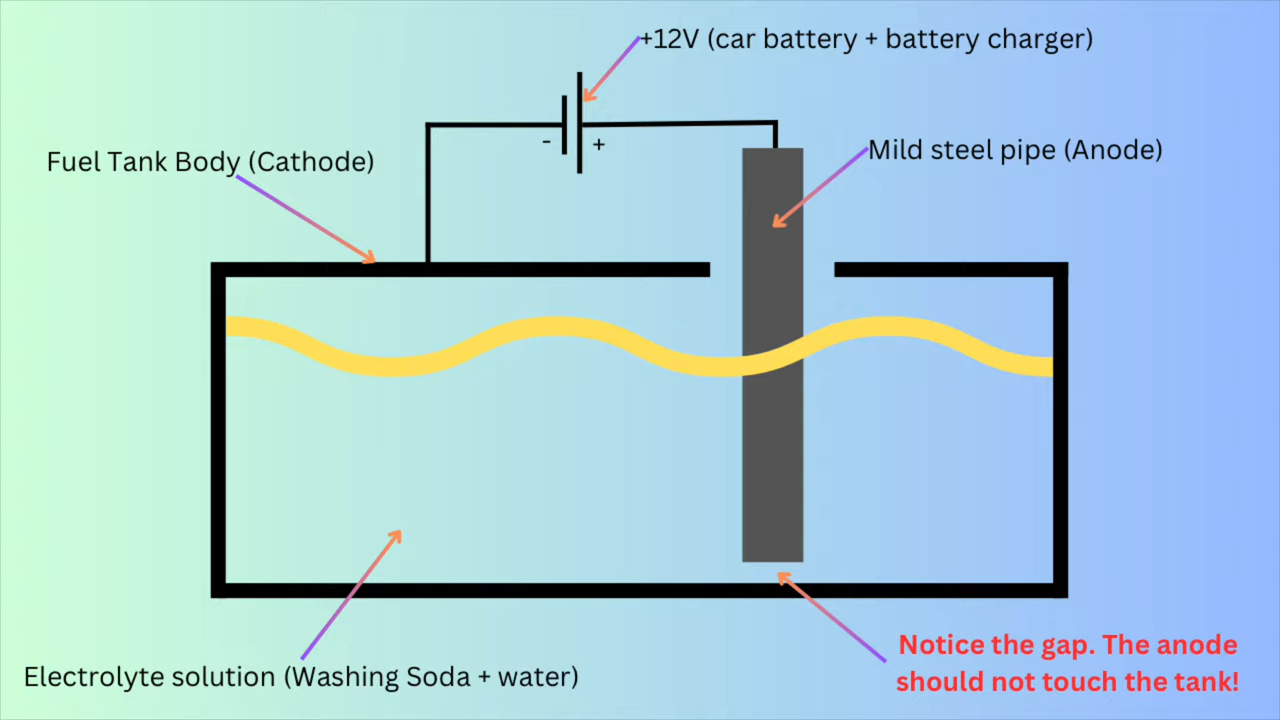 +12V (car battery + battery charger)
- +
Fuel Tank Body (Cathode)
Mild steel pipe (Anode)
Electrolyte solution (Washing Soda + water)
Notice the gap. The anode
should not touch the tank!